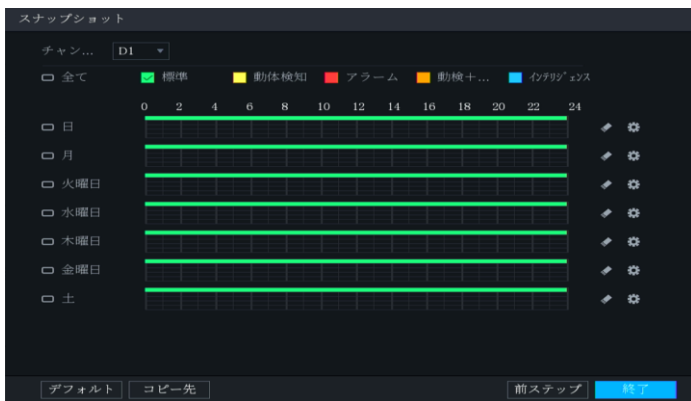 スナップショット
チャン... D1
全て 標準 動体検知 アラーム 動検＋... インテリジェンス
0 2 4 6 8 10 12 14 16 18 20 22 24
日
月
火曜日
水曜日
木曜日
金曜日
土
デフォルト コピー先 前ステップ 終了